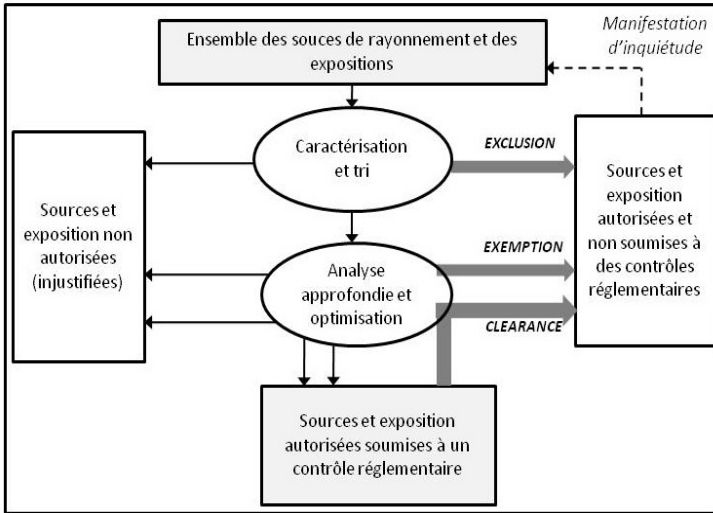 Ensemble des souces de rayonnement et des
expositions
Manifestation
d'inquiétude
Caractérisation
et tri
EXCLUSION
Sources et
exposition non
autorisées
(injustifiées)
Sources et
exposition
autorisées et
non soumises à
des contrôles
réglementaires
EXEMPTION
Analyse
approfondie et
optimisation
CLEARANCE
Sources et exposition
autorisées soumises à un
contrôle réglementaire